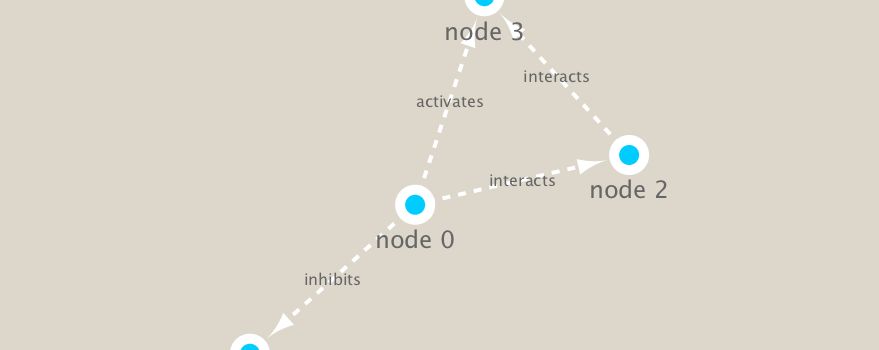 node 3
interacts
activates
interacts
node 2
node 0
inhibits